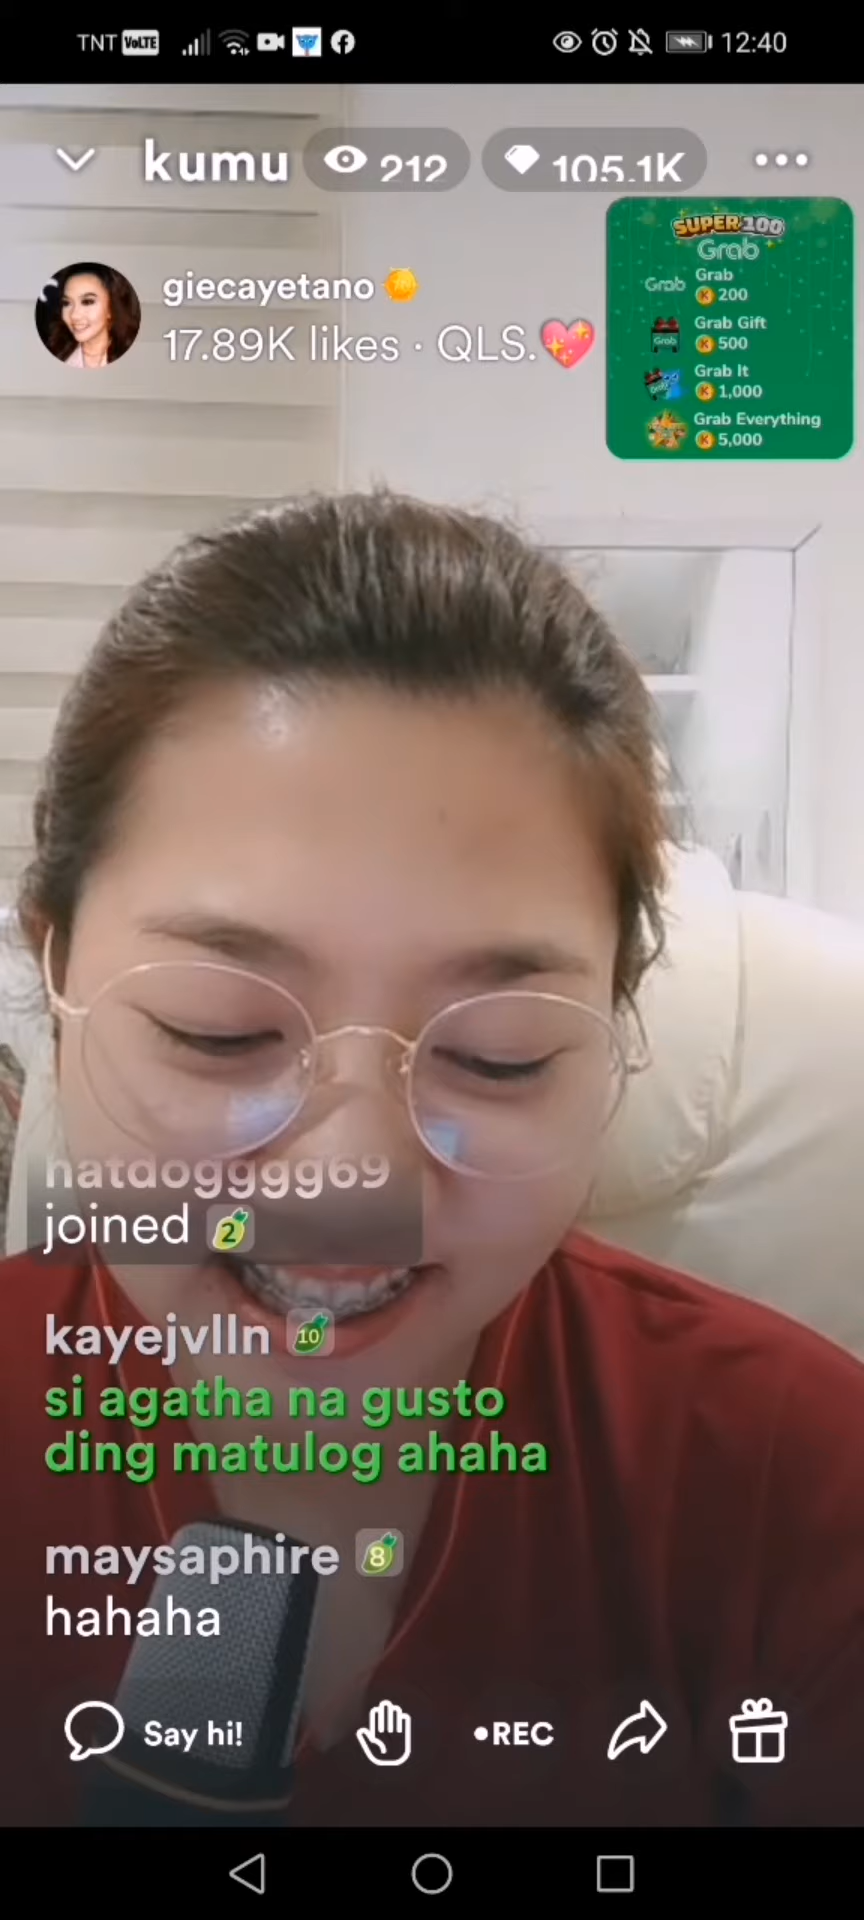 TNT VoLTE 12:40
kumu 212 105.1K
SUPER 100
Grab
Grab Grab
K 200
Grab Gift
Grab K 500
Grab It
K 1,000
Grab Everything
K 5,000
giecayetano
17.89K likes · QLS.
hatdogggg69
joined 2
kayejvlln 10
si agatha na gusto
ding matulog ahaha
maysaphire 8
hahaha
Say hi! •REC